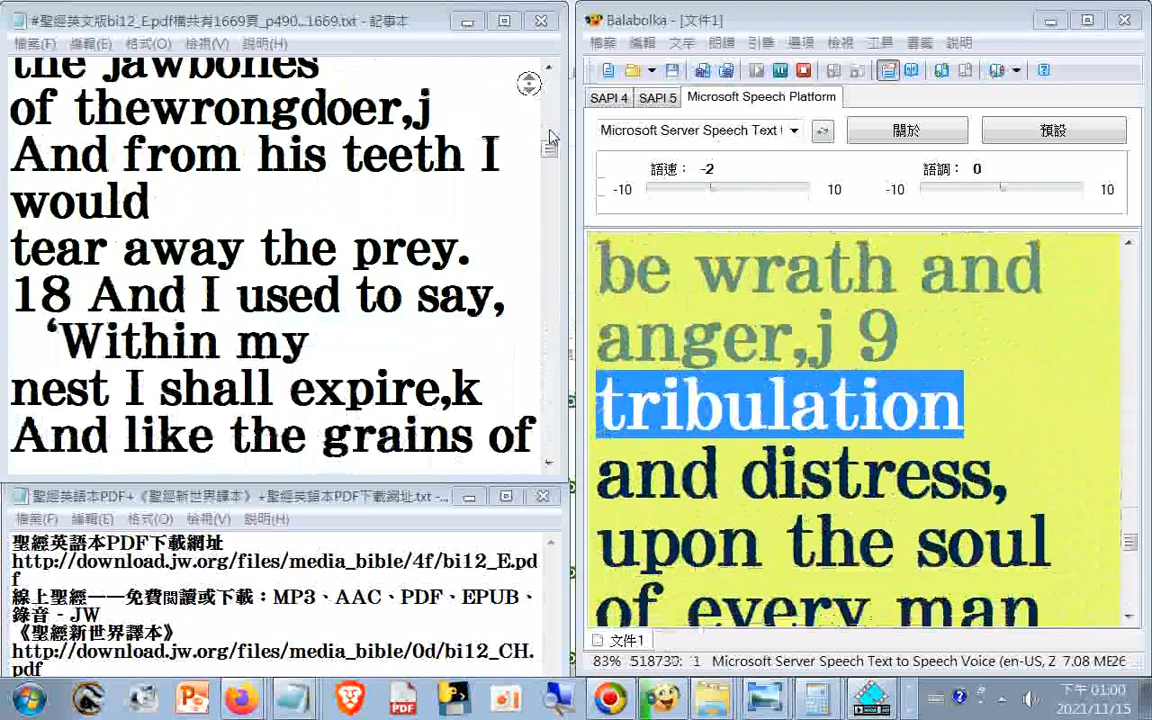 #聖經英文版bi12_E.pdf橫共有1669頁_p490...1669.txt - 記事本
檔案(F) 編輯(E) 格式(O) 檢視(V) 說明(H)
the jawbones
of thewrongdoer,j
And from his teeth I
would
tear away the prey.
18 And I used to say,
‘Within my
nest I shall expire,k
And like the grains of
聖經英語本PDF+《聖經新世界譯本》+聖經英語本PDF下載網址.txt - ...
檔案(F) 編輯(E) 格式(O) 檢視(V) 說明(H)
聖經英語本PDF下載網址
http://download.jw.org/files/media_bible/4f/bi12_E.pd
f
線上聖經——免費閱讀或下載：MP3、AAC、PDF、EPUB、
錄音 - JW
《聖經新世界譯本》
http://download.jw.org/files/media_bible/0d/bi12_CH.
pdf
Balabolka - [文件1]
檔案 編輯 文字 朗讀 引擎 選項 檢視 工具 書籤 說明
SAPI 4 SAPI 5 Microsoft Speech Platform
Microsoft Server Speech Text 關於 預設
語速： -2 語調： 0
-10 10 -10 10
be wrath and
anger,j 9
tribulation
and distress,
upon the soul
of every man
文件1
83% 518730: 1 Microsoft Server Speech Text to Speech Voice (en-US, Z 7.08 ME26
PDF
下午 01:00
2021/11/15